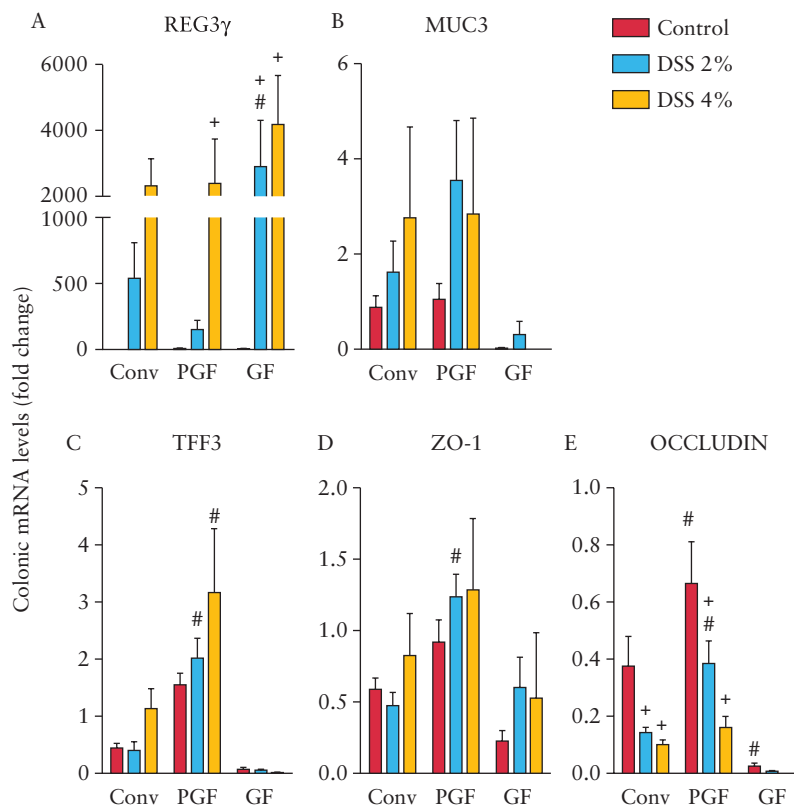 A
REG3γ
6000
4000
2000
1000
500
0
+
+
#
+
Conv
PGF
GF
B
MUC3
6
4
2
0
Conv
PGF
GF
Control
DSS 2%
DSS 4%
Colonic mRNA levels (fold change)
C
TFF3
5
4
3
2
1
0
#
#
Conv
PGF
GF
D
ZO-1
2.0
1.5
1.0
0.5
0.0
#
Conv
PGF
GF
E
OCCLUDIN
1.0
0.8
0.6
0.4
0.2
0.0
+
+
#
+
#
+
#
Conv
PGF
GF